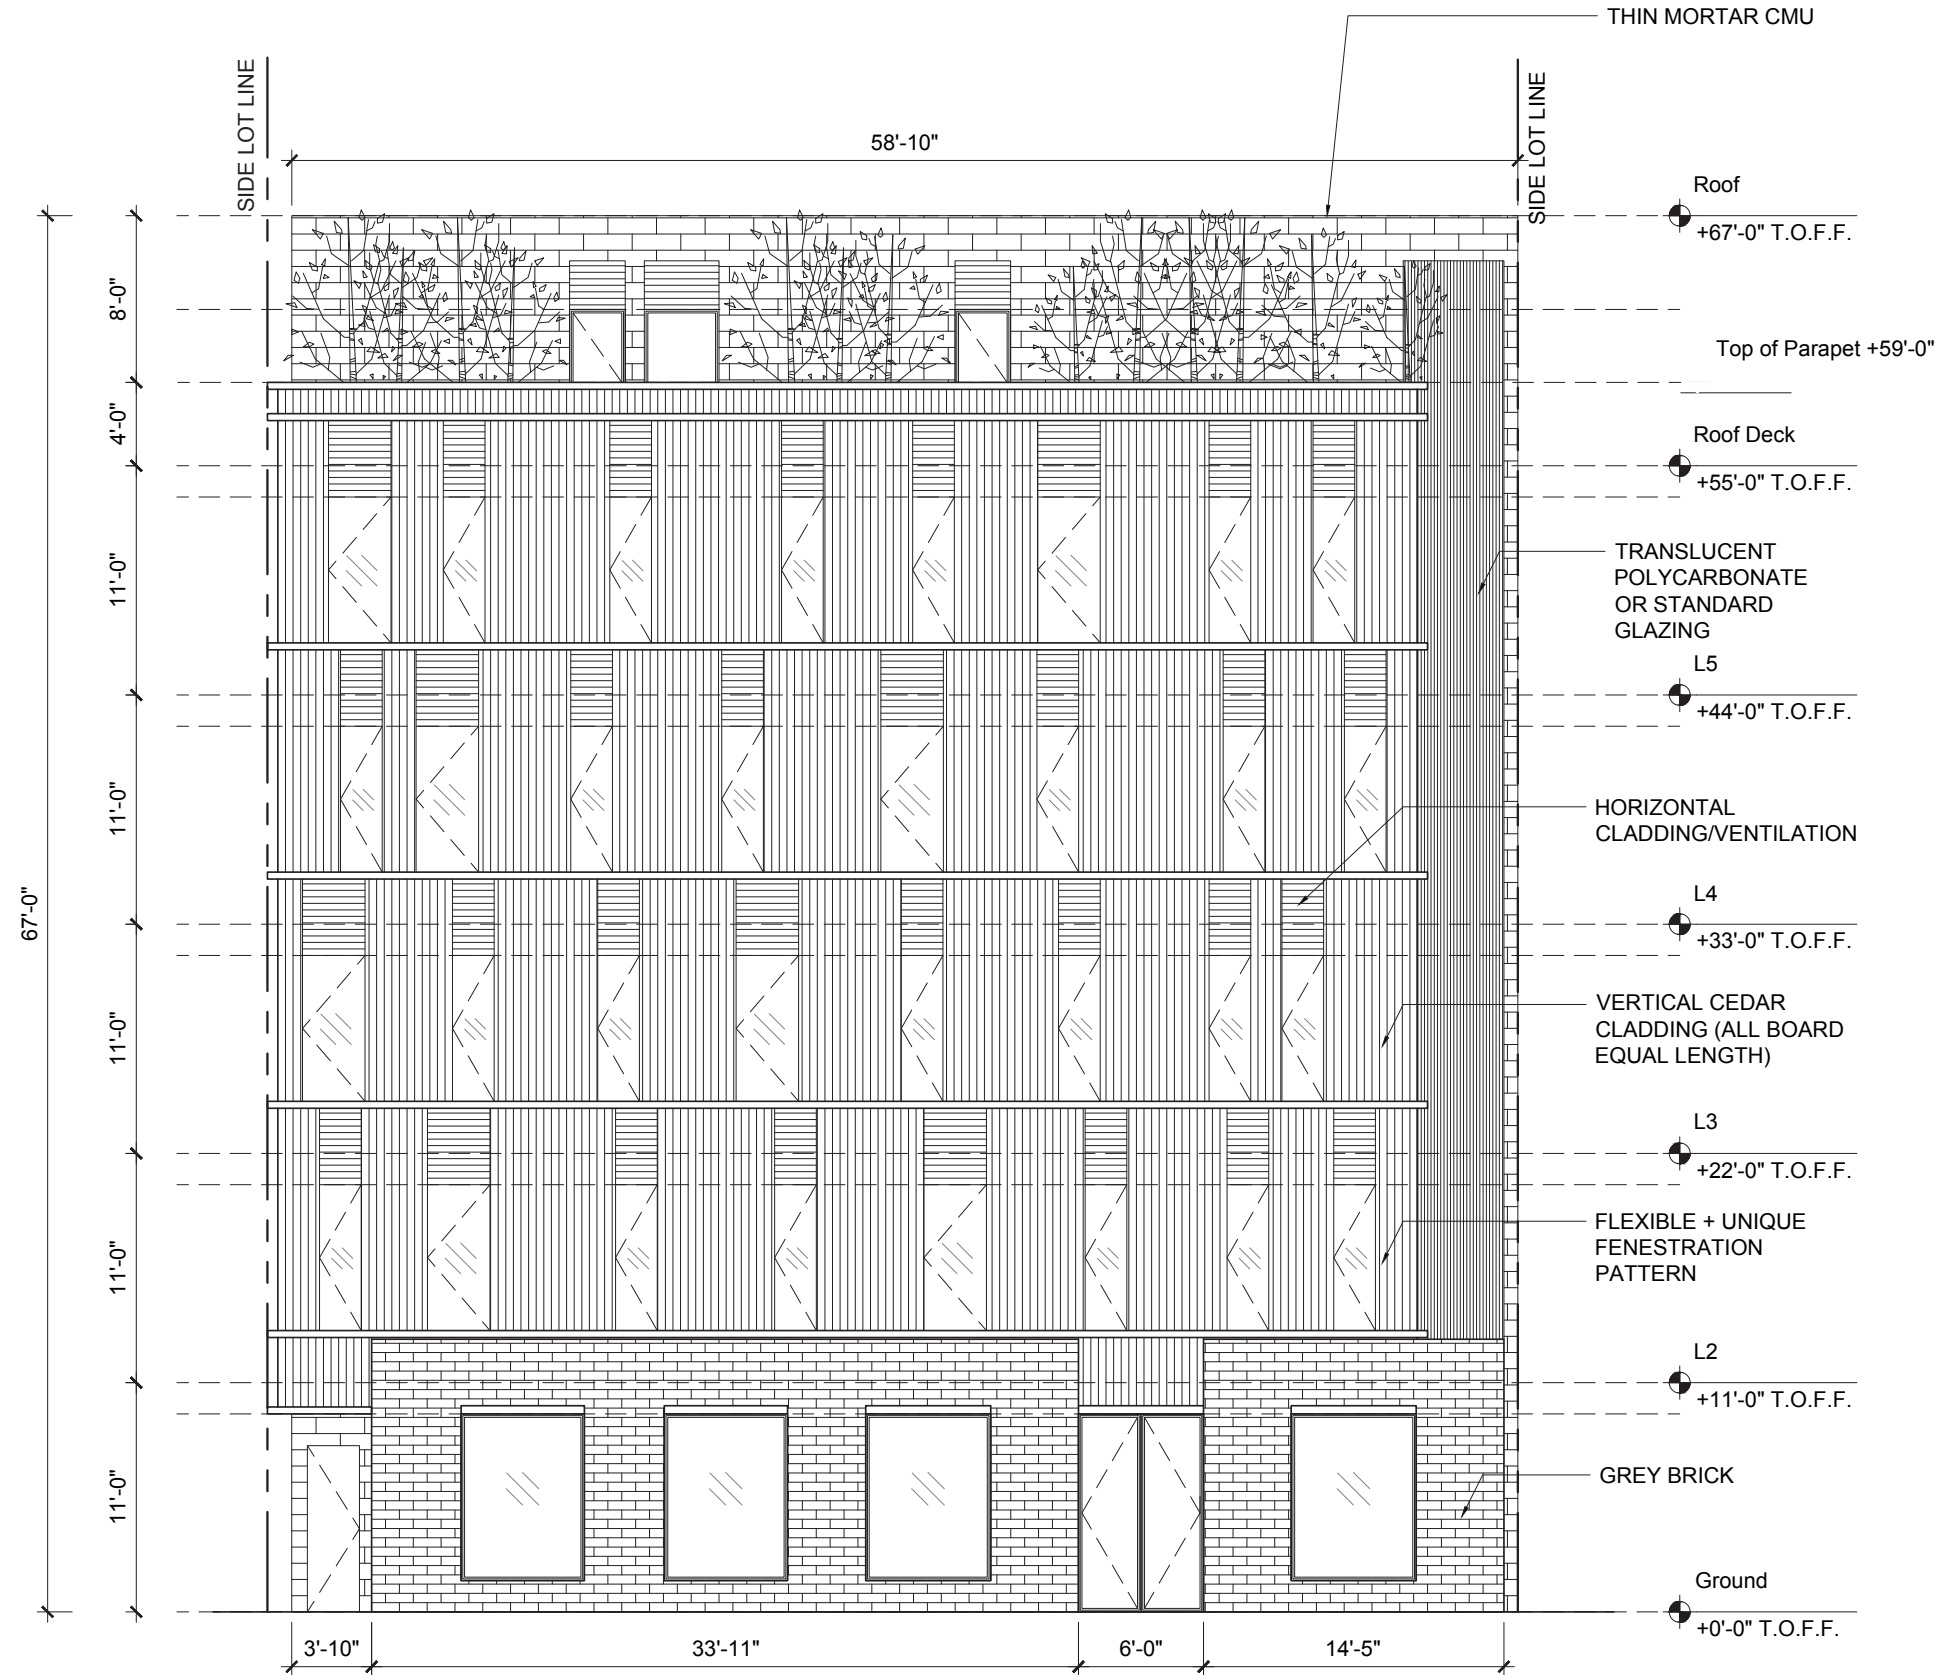 THIN MORTAR CMU
SIDE LOT LINE
SIDE LOT LINE
58'-10"
Roof
+67'-0" T.O.F.F.
8'-0"
Top of Parapet +59'-0"
4'-0"
Roof Deck
+55'-0" T.O.F.F.
11'-0"
TRANSLUCENT
POLYCARBONATE
OR STANDARD
GLAZING
L5
+44'-0" T.O.F.F.
11'-0"
HORIZONTAL
CLADDING/VENTILATION
67'-0"
L4
+33'-0" T.O.F.F.
11'-0"
VERTICAL CEDAR
CLADDING (ALL BOARD
EQUAL LENGTH)
L3
+22'-0" T.O.F.F.
11'-0"
FLEXIBLE + UNIQUE
FENESTRATION
PATTERN
L2
+11'-0" T.O.F.F.
11'-0"
GREY BRICK
Ground
+0'-0" T.O.F.F.
3'-10"
33'-11"
6'-0"
14'-5"